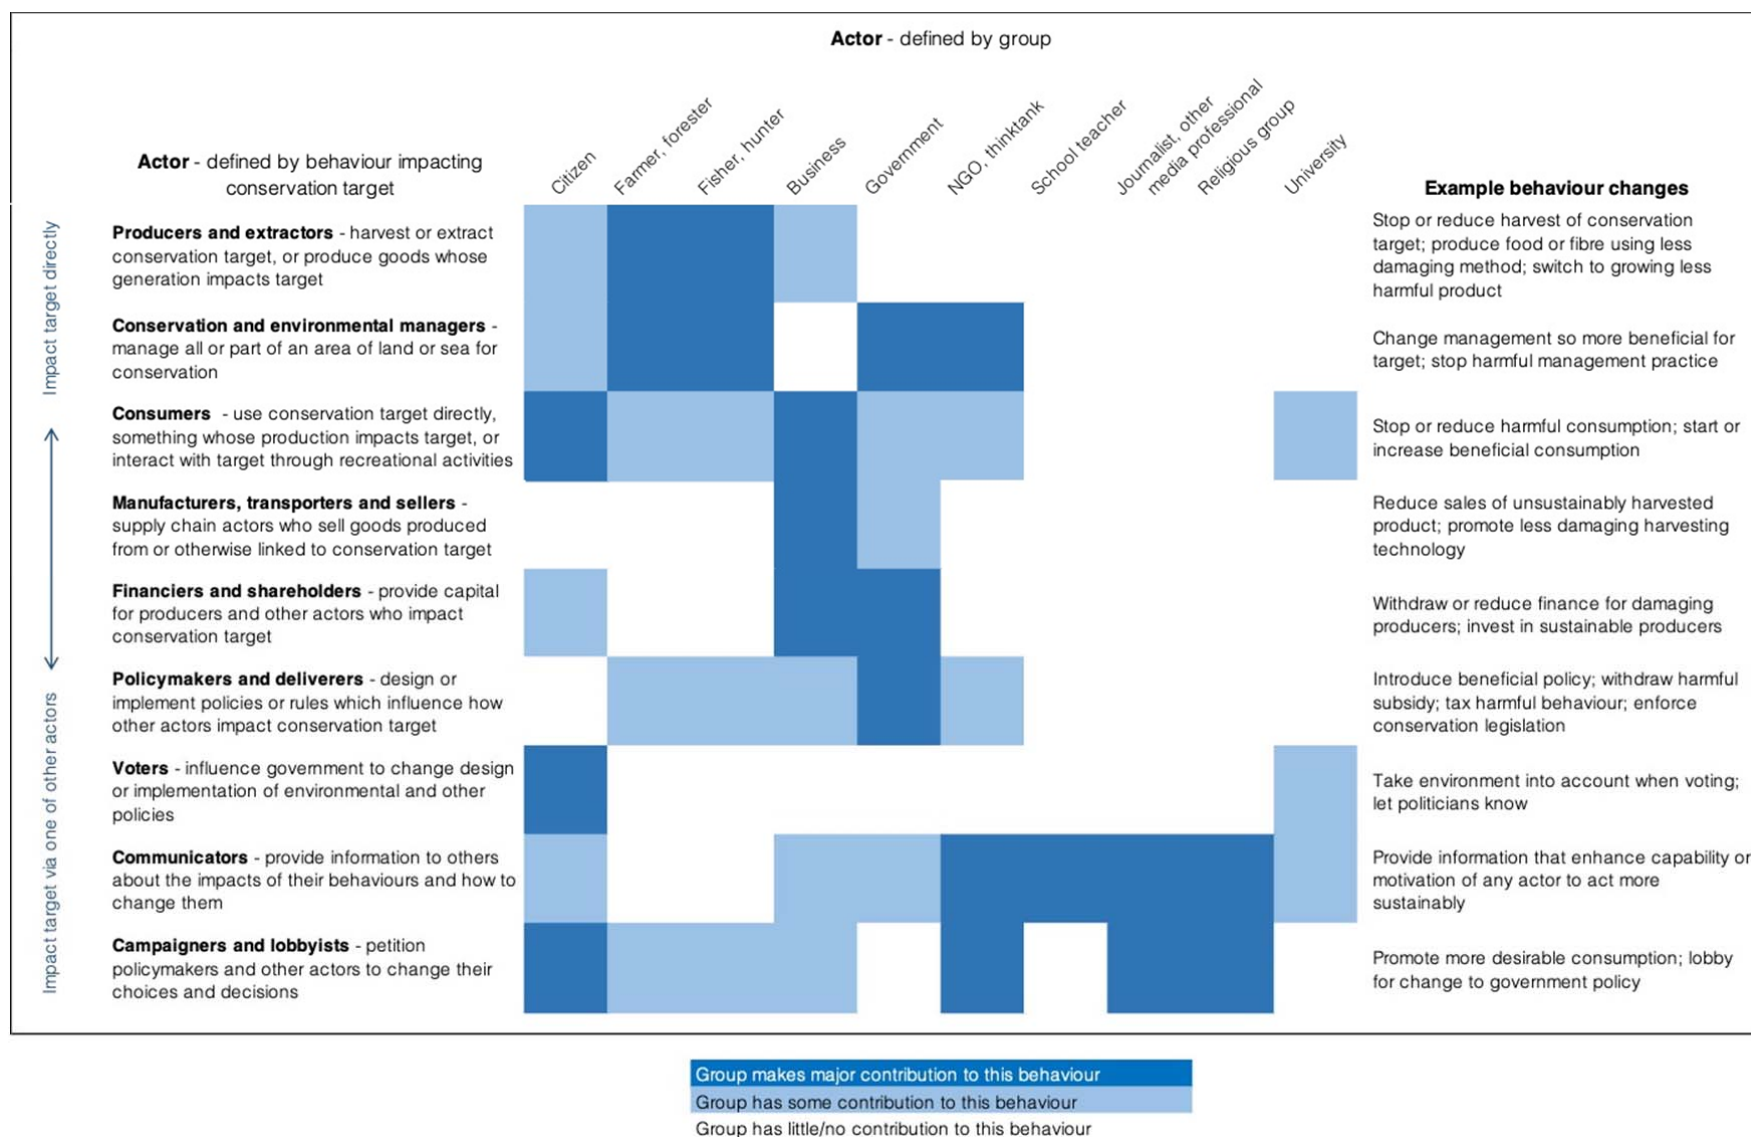 Actor - defined by group
Actor - defined by behaviour impacting
conservation target
Citizen
Farmer, forester
Fisher, hunter
Business
Government
NGO, thinktank
School teacher
Journalist, other
media professional
Religious group
University
Example behaviour changes
Impact target directly
Impact target via one of other actors
Producers and extractors - harvest or extract
conservation target, or produce goods whose
generation impacts target
Stop or reduce harvest of conservation
target; produce food or fibre using less
damaging method; switch to growing less
harmful product
Conservation and environmental managers -
manage all or part of an area of land or sea for
conservation
Change management so more beneficial for
target; stop harmful management practice
Consumers - use conservation target directly,
something whose production impacts target, or
interact with target through recreational activities
Stop or reduce harmful consumption; start or
increase beneficial consumption
Manufacturers, transporters and sellers -
supply chain actors who sell goods produced
from or otherwise linked to conservation target
Reduce sales of unsustainably harvested
product; promote less damaging harvesting
technology
Financiers and shareholders - provide capital
for producers and other actors who impact
conservation target
Withdraw or reduce finance for damaging
producers; invest in sustainable producers
Policymakers and deliverers - design or
implement policies or rules which influence how
other actors impact conservation target
Introduce beneficial policy; withdraw harmful
subsidy; tax harmful behaviour; enforce
conservation legislation
Voters - influence government to change design
or implementation of environmental and other
policies
Take environment into account when voting;
let politicians know
Communicators - provide information to others
about the impacts of their behaviours and how to
change them
Provide information that enhance capability or
motivation of any actor to act more
sustainably
Campaigners and lobbyists - petition
policymakers and other actors to change their
choices and decisions
Promote more desirable consumption; lobby
for change to government policy
Group makes major contribution to this behaviour
Group has some contribution to this behaviour
Group has little/no contribution to this behaviour